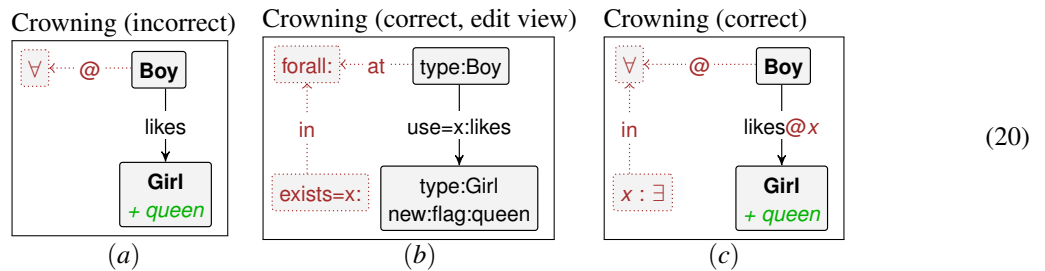 Crowning (incorrect)
∀ @ Boy
likes
Girl
+ queen
(a)
Crowning (correct, edit view)
forall: at type:Boy
in use=x:likes
exists=x: type:Girl
new:flag:queen
(b)
Crowning (correct)
∀ @ Boy
in likes@x
x : ∃ Girl
+ queen
(c)
(20)